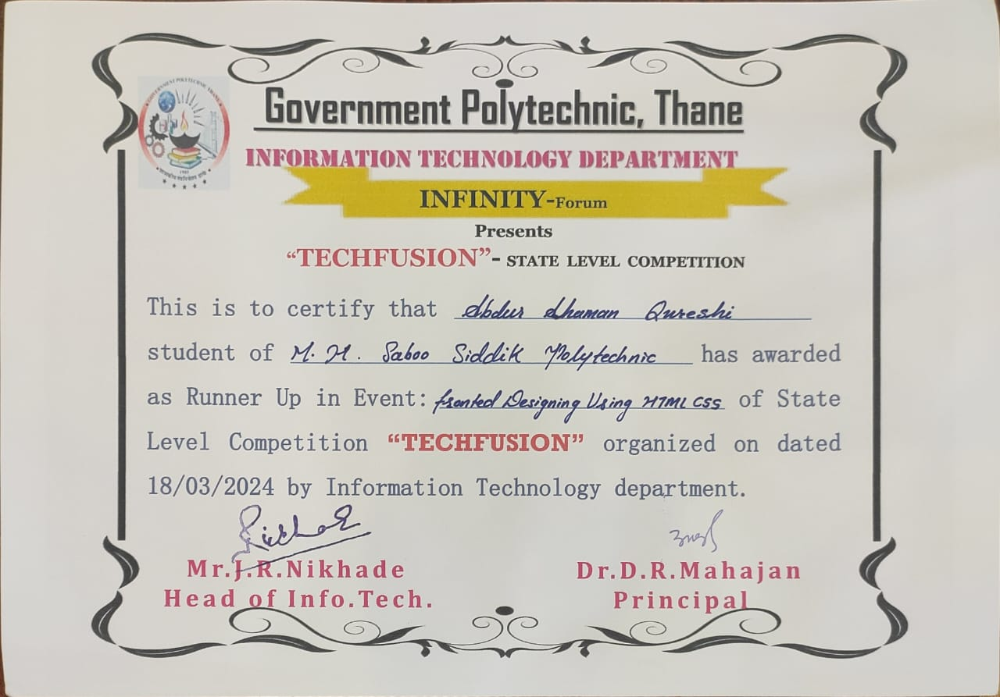 GOVERNMENT POLYTECHNIC THANE
Government Polytechnic, Thane
INFORMATION TECHNOLOGY DEPARTMENT
INFINITY-Forum
Presents
“TECHFUSION”- STATE LEVEL COMPETITION
This is to certify that Abdur Rhaman Qureshi
student of M. H. Saboo Siddik Polytechnic has awarded
as Runner Up in Event: fronted Designing Using HTML CSS of State
Level Competition “TECHFUSION” organized on dated
18/03/2024 by Information Technology department.
Mr.J.R.Nikhade
Dr.D.R.Mahajan
Head of Info.Tech.
Principal